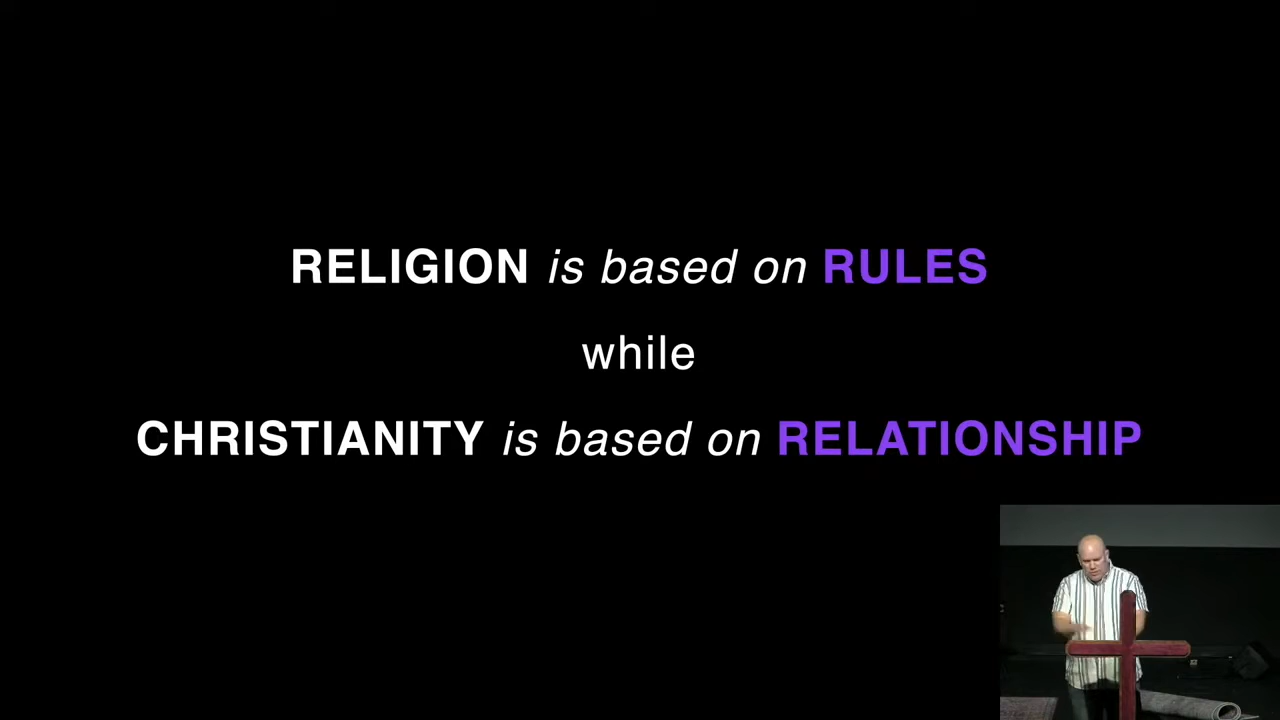 RELIGION is based on RULES
while
CHRISTIANITY is based on RELATIONSHIP